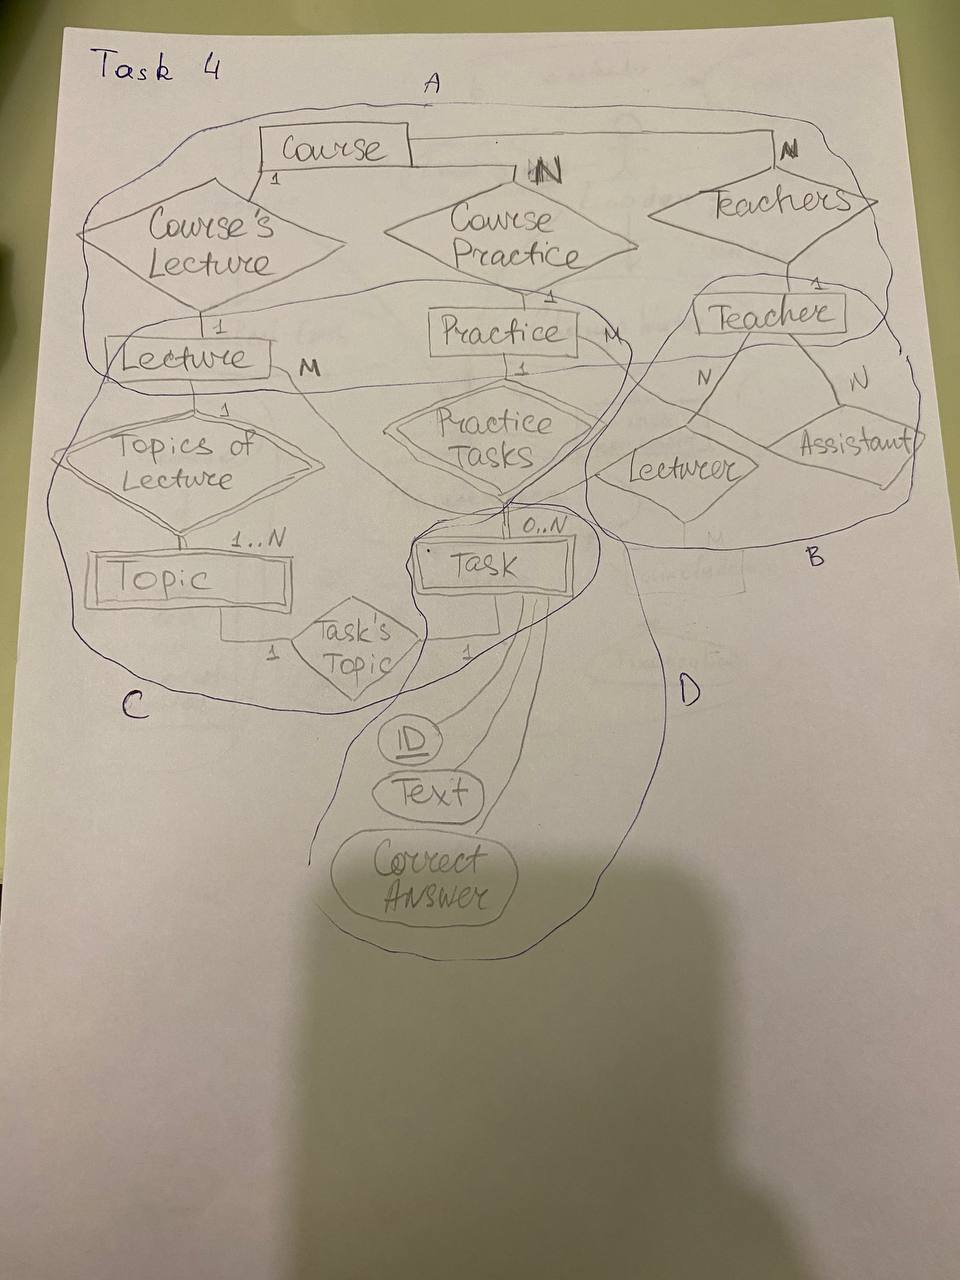 Task 4
A
Course
1
N
N
Course's
Lecture
Course
Practice
Teachers
1
1
1
Lecture
Practice
Teacher
M
M
1
1
N
N
Topics of
Lecture
Practice
Tasks
Lecturer
Assistant
1..N
0..N
B
Topic
Task
Task's
Topic
1
1
C
D
ID
Text
Correct
Answer